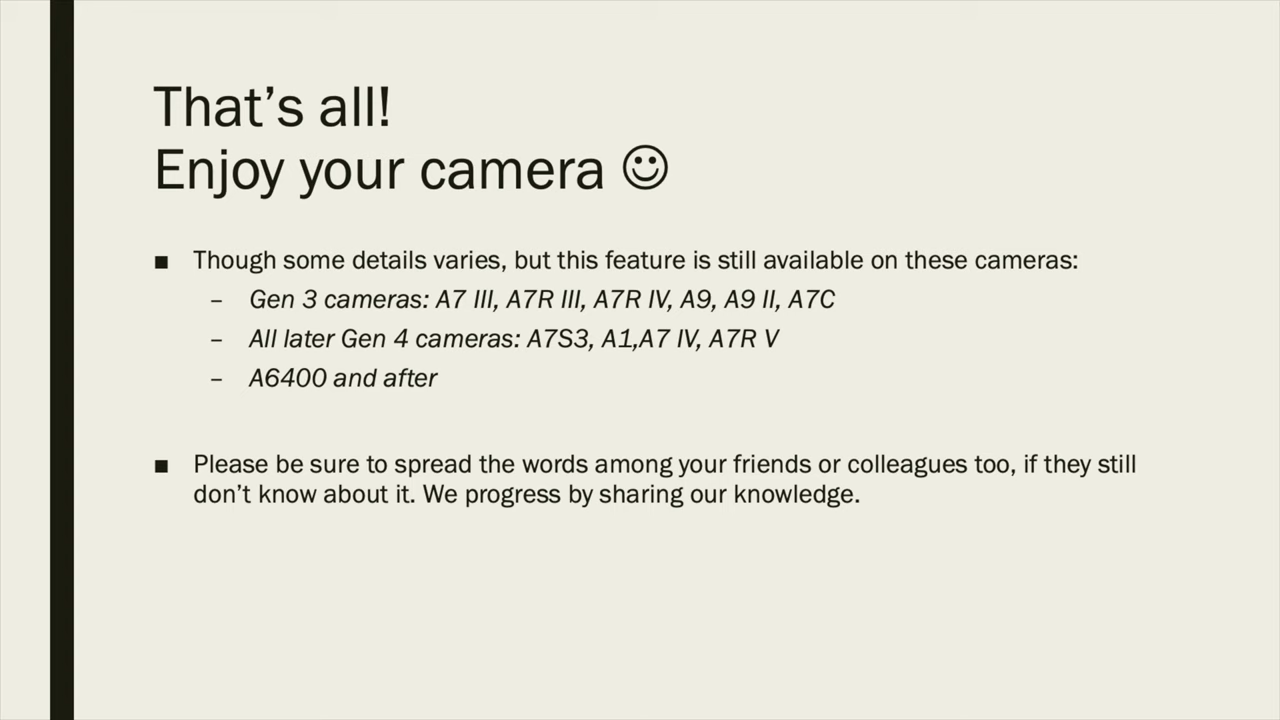 That's all!
Enjoy your camera ☺
■ Though some details varies, but this feature is still available on these cameras:
– Gen 3 cameras: A7 III, A7R III, A7R IV, A9, A9 II, A7C
– All later Gen 4 cameras: A7S3, A1,A7 IV, A7R V
– A6400 and after
■ Please be sure to spread the words among your friends or colleagues too, if they still
don't know about it. We progress by sharing our knowledge.